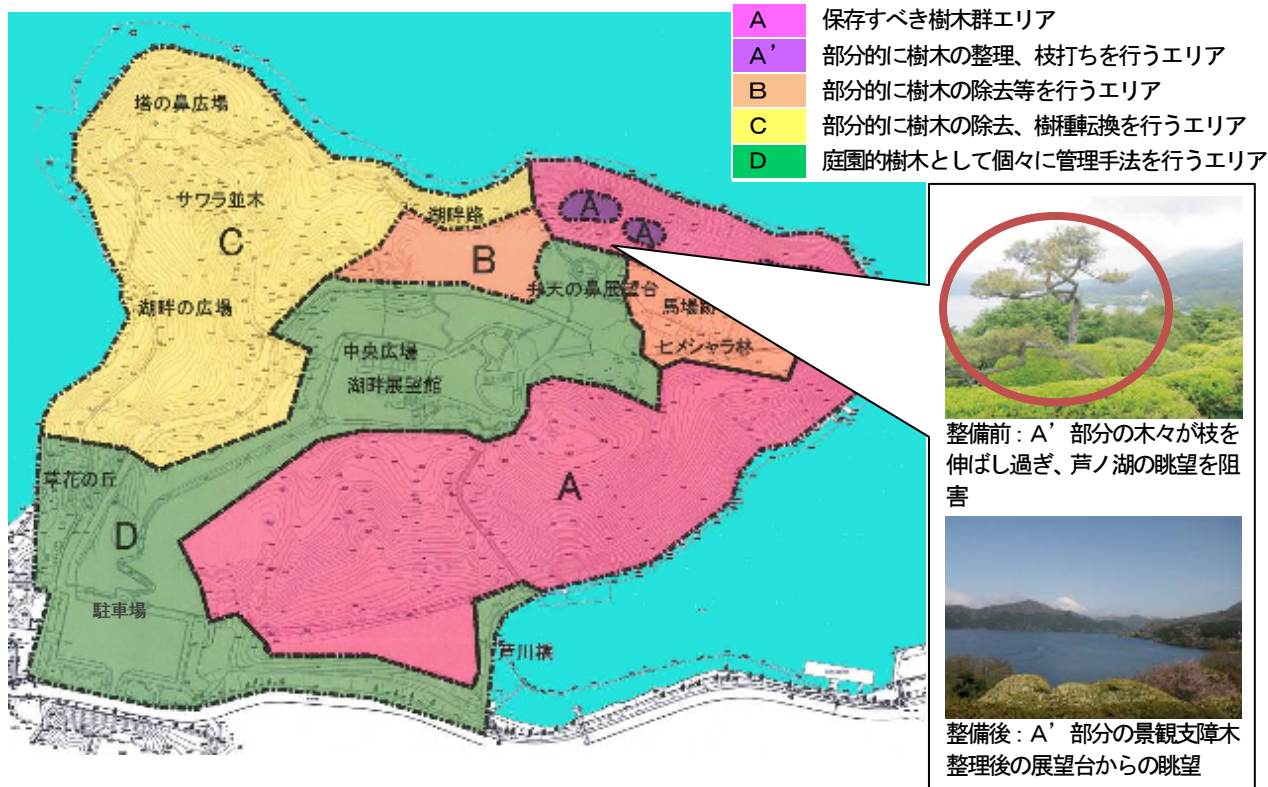 A 保存すべき樹木群エリア
A’ 部分的に樹木の整理、枝打ちを行うエリア
B 部分的に樹木の除去等を行うエリア
C 部分的に樹木の除去、樹種転換を行うエリア
D 庭園的樹木として個々に管理手法を行うエリア
塔の鼻広場
サワラ並木
C
湖畔路
A
A
B
湖畔の広場
弁天の鼻展望台
馬場跡
ヒメシャラ林
中央広場
湖畔展望館
A
草花の丘
D
駐車場
芦川橋
整備前:A’部分の木々が枝を
伸ばし過ぎ、芦ノ湖の眺望を阻
害
整備後:A’部分の景観支障木
整理後の展望台からの眺望